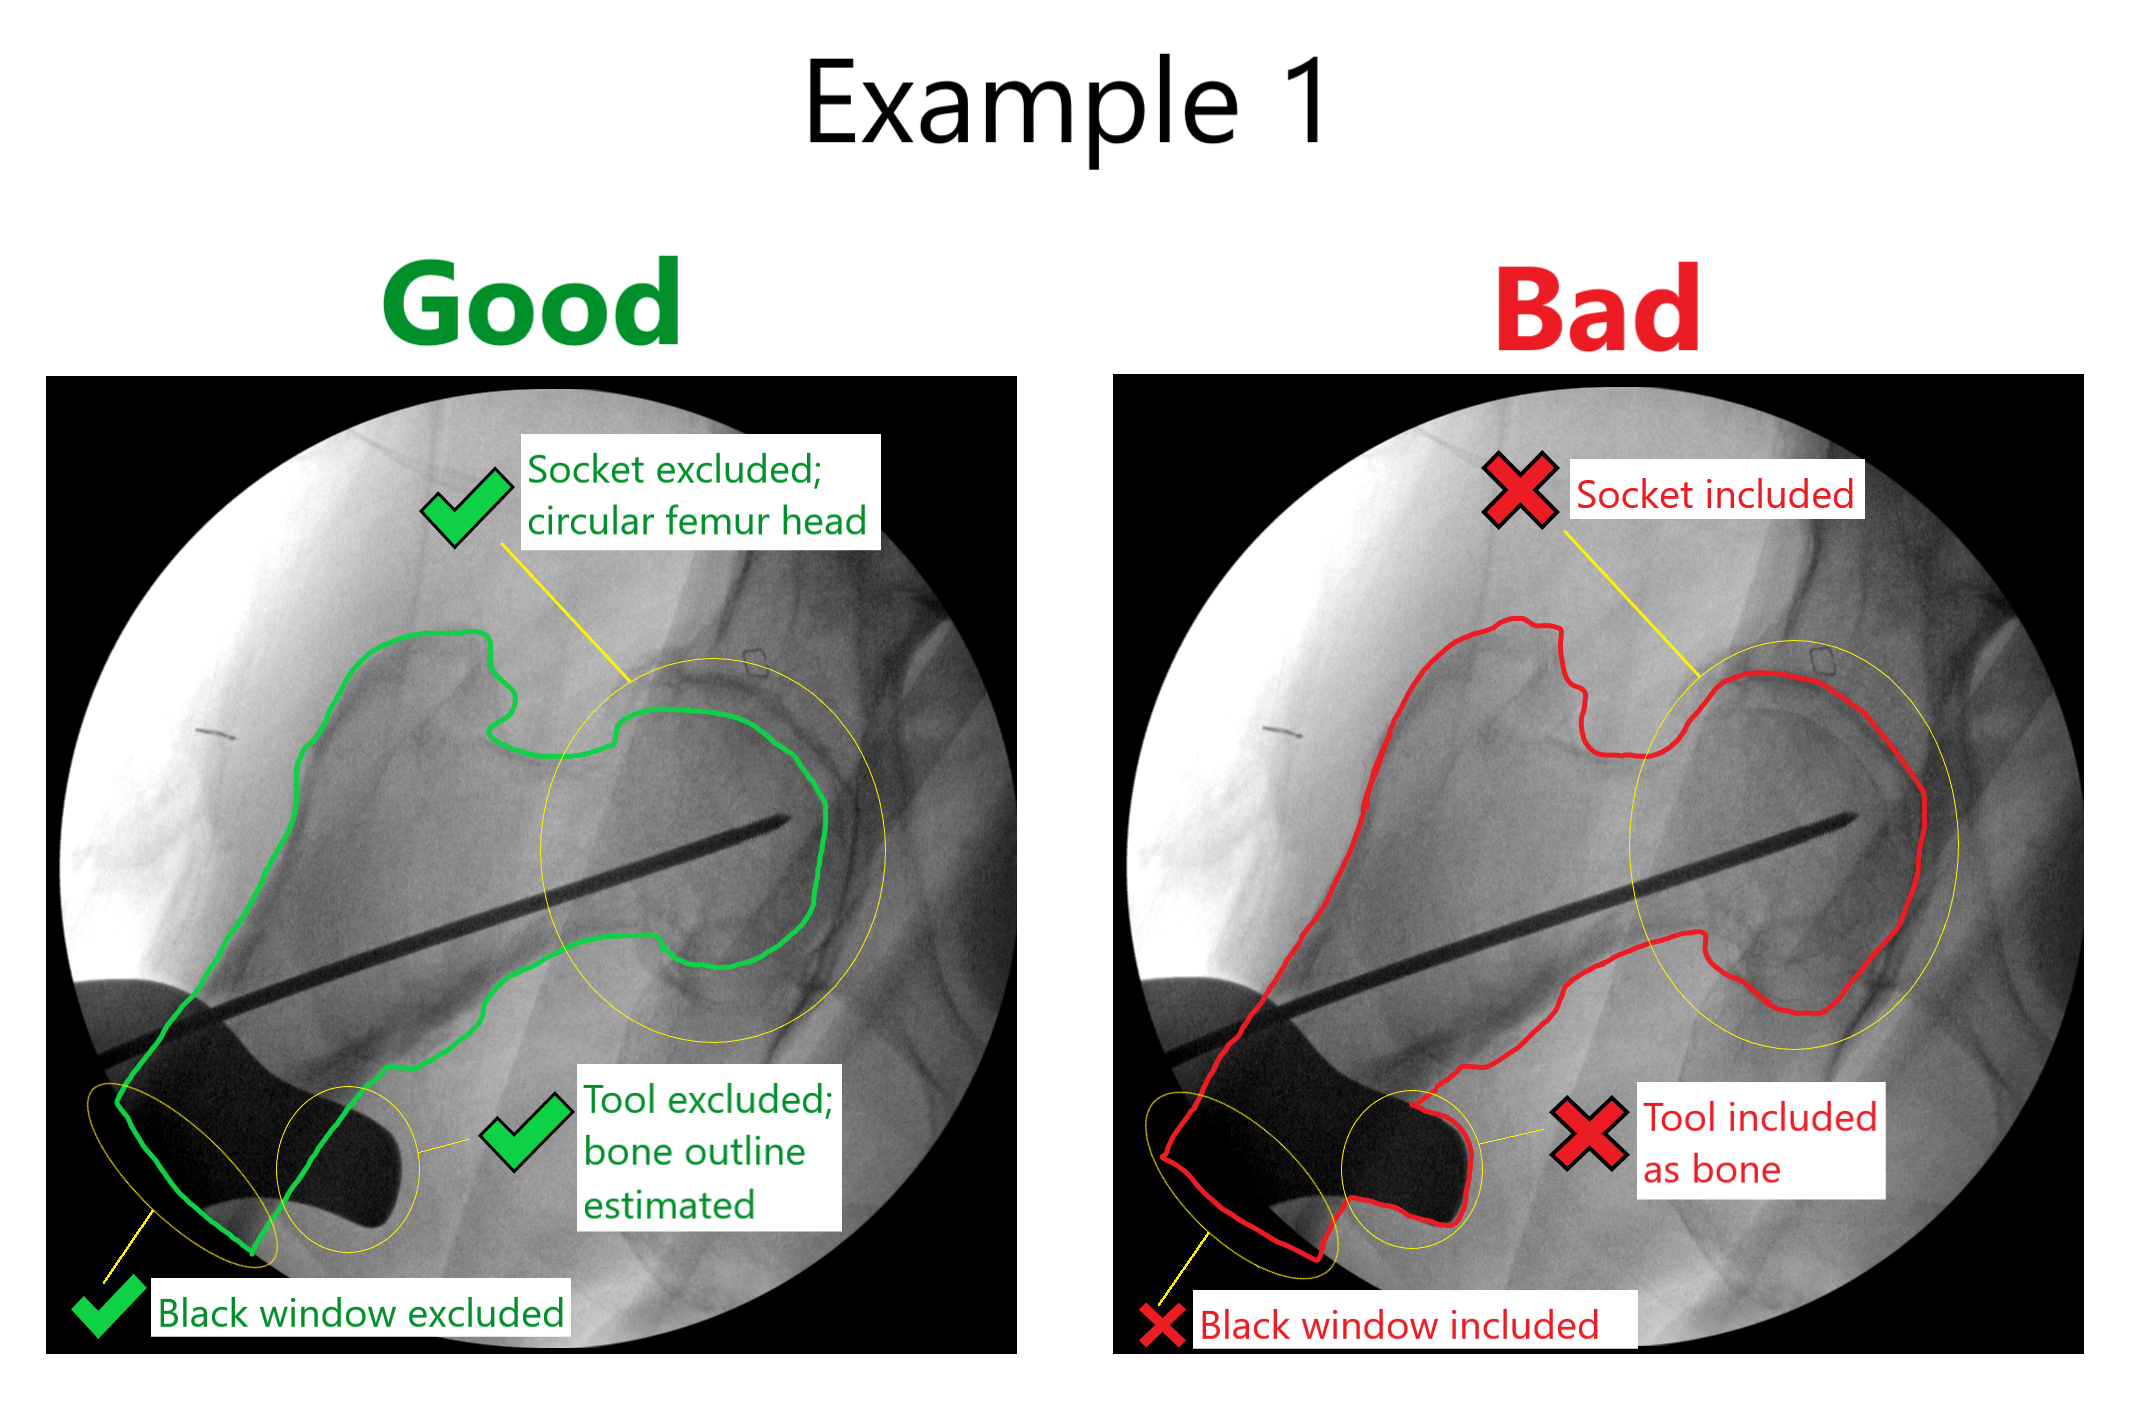 Example 1
Good
Bad
Socket excluded;
circular femur head
Socket included
Tool excluded;
bone outline
estimated
Tool included
as bone
Black window excluded
Black window included